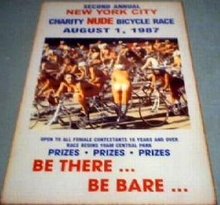 SECOND ANNUAL
NEW YORK CITY
CHARITY NUDE BICYCLE RACE
AUGUST 1, 1987
OPEN TO ALL FEMALE CONTESTANTS 18 YEARS AND OVER
RACE BEGINS FROM CENTRAL PARK
PRIZES • PRIZES • PRIZES
BE THERE ...
BE BARE ...